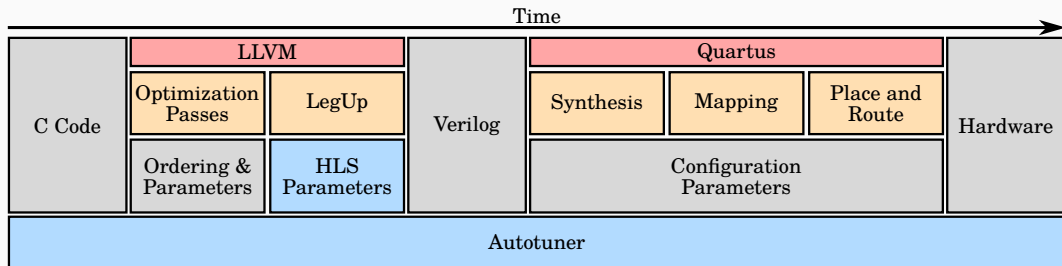 Time
LLVM
Quartus
C Code
Optimization
Passes
LegUp
Verilog
Synthesis
Mapping
Place and
Route
Hardware
Ordering &
Parameters
HLS
Parameters
Configuration
Parameters
Autotuner